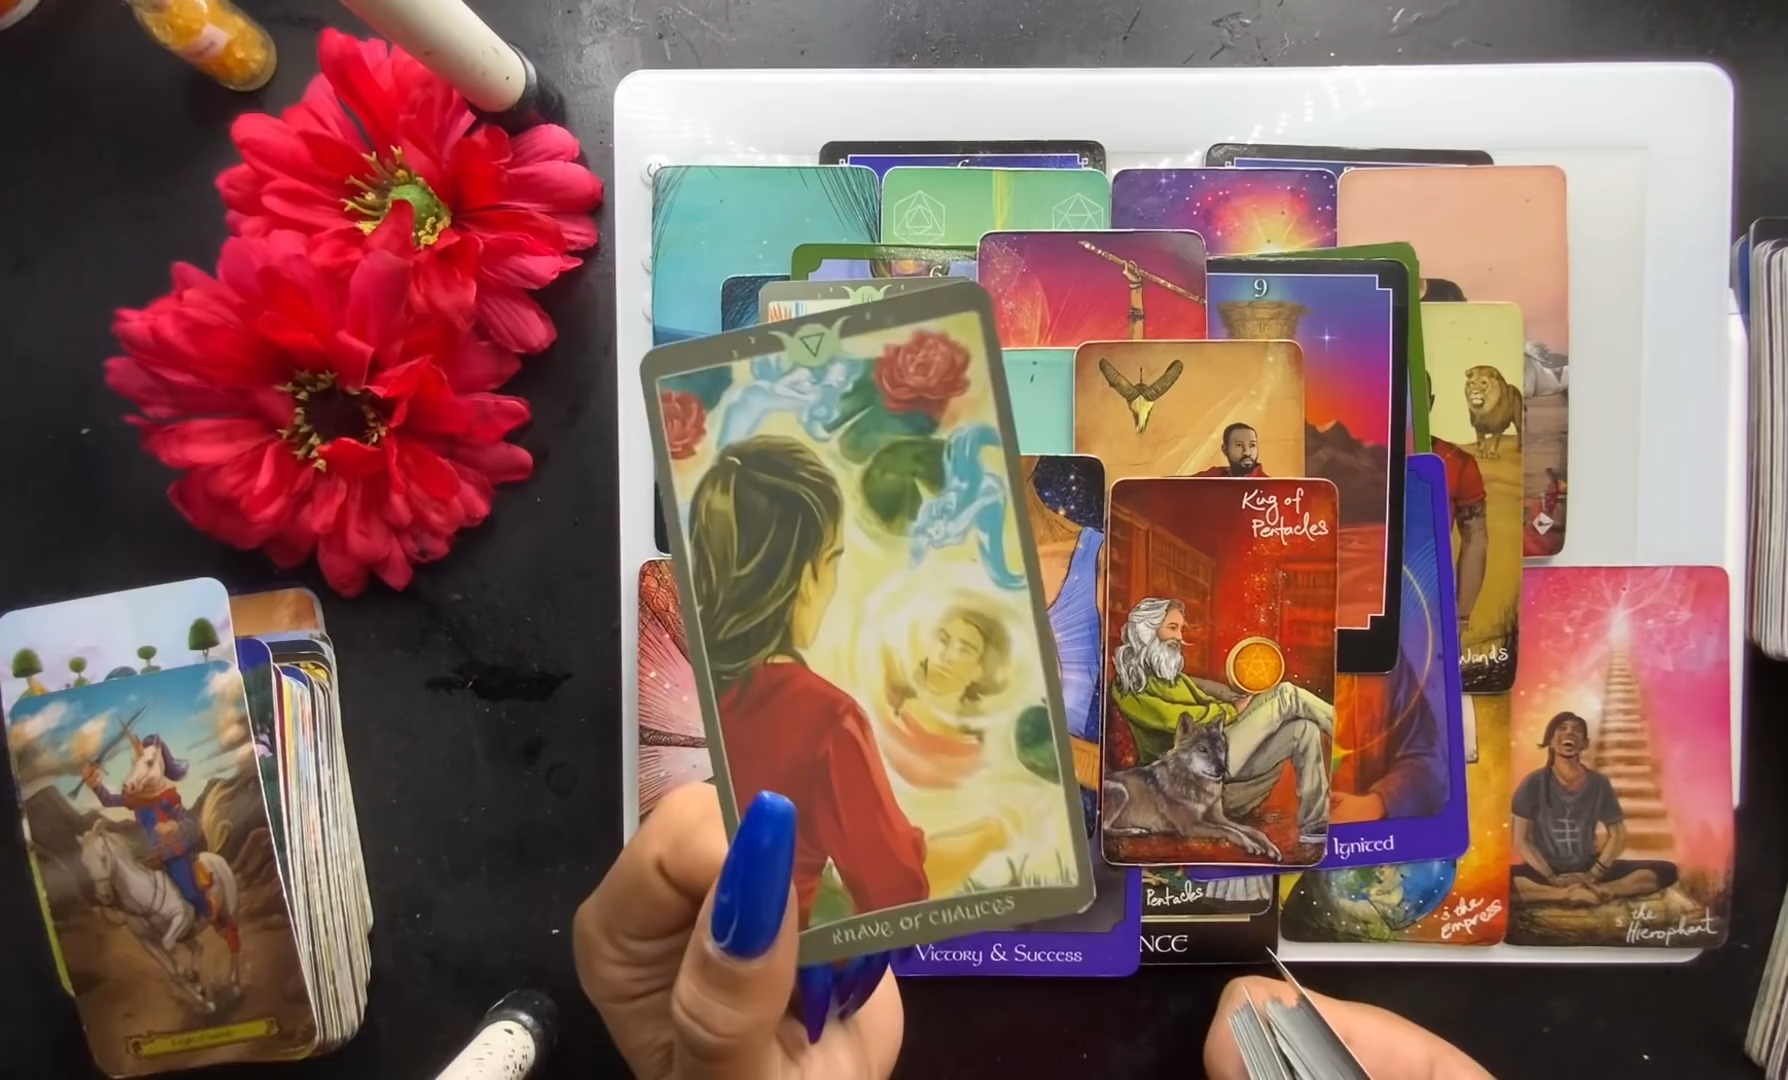 6
9
King of
Pentacles
Wands
Ignited
Knave of Chalices
Pentacles
3 the
Empress
5 the
Hierophant
Victory & Success
NCE